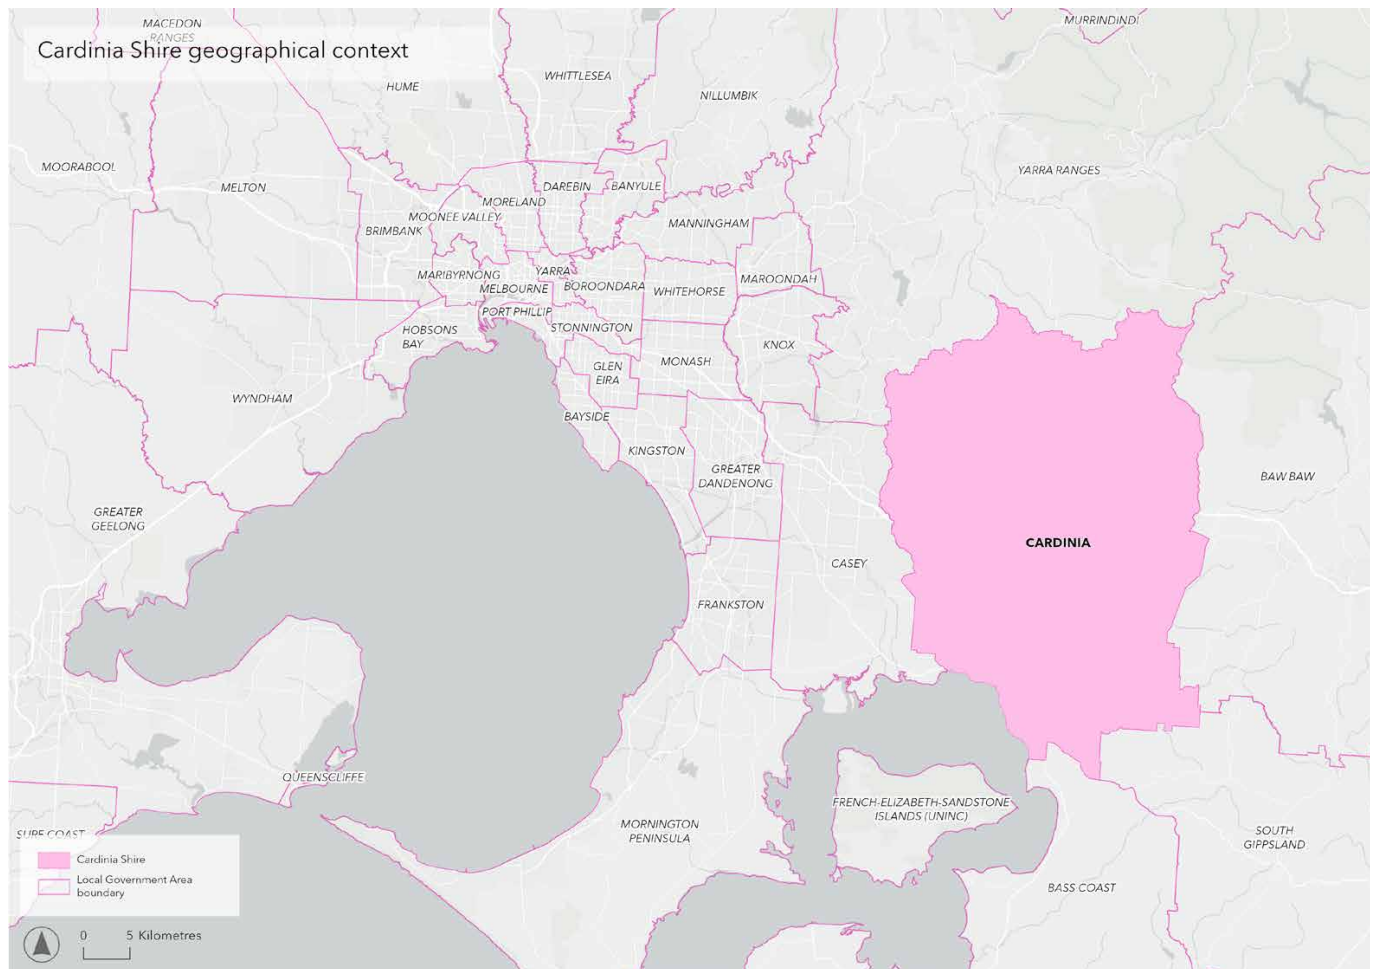 MACEDON
RANGES
MURRINDINDI
Cardinia Shire geographical context
WHITTLESEA
HUME
NILLUMBIK
MOORABOOL
YARRA RANGES
MELTON
DAREBIN
BANYULE
MORELAND
MOONEE VALLEY
MANNINGHAM
BRIMBANK
MARIBYRNONG
YARRA
MAROONDAH
MELBOURNE
BOROONDARA
WHITEHORSE
PORT PHILLIP
HOBSONS
BAY
STONNINGTON
KNOX
GLEN
EIRA
MONASH
WYNDHAM
BAYSIDE
KINGSTON
GREATER
DANDENONG
BAW BAW
GREATER
GEELONG
CARDINIA
CASEY
FRANKSTON
QUEENSCLIFFE
FRENCH-ELIZABETH-SANDSTONE
ISLANDS (UNINC)
MORNINGTON
PENINSULA
SURF COAST
SOUTH
GIPPSLAND
BASS COAST
Cardinia Shire
Local Government Area
boundary
0 5 Kilometres